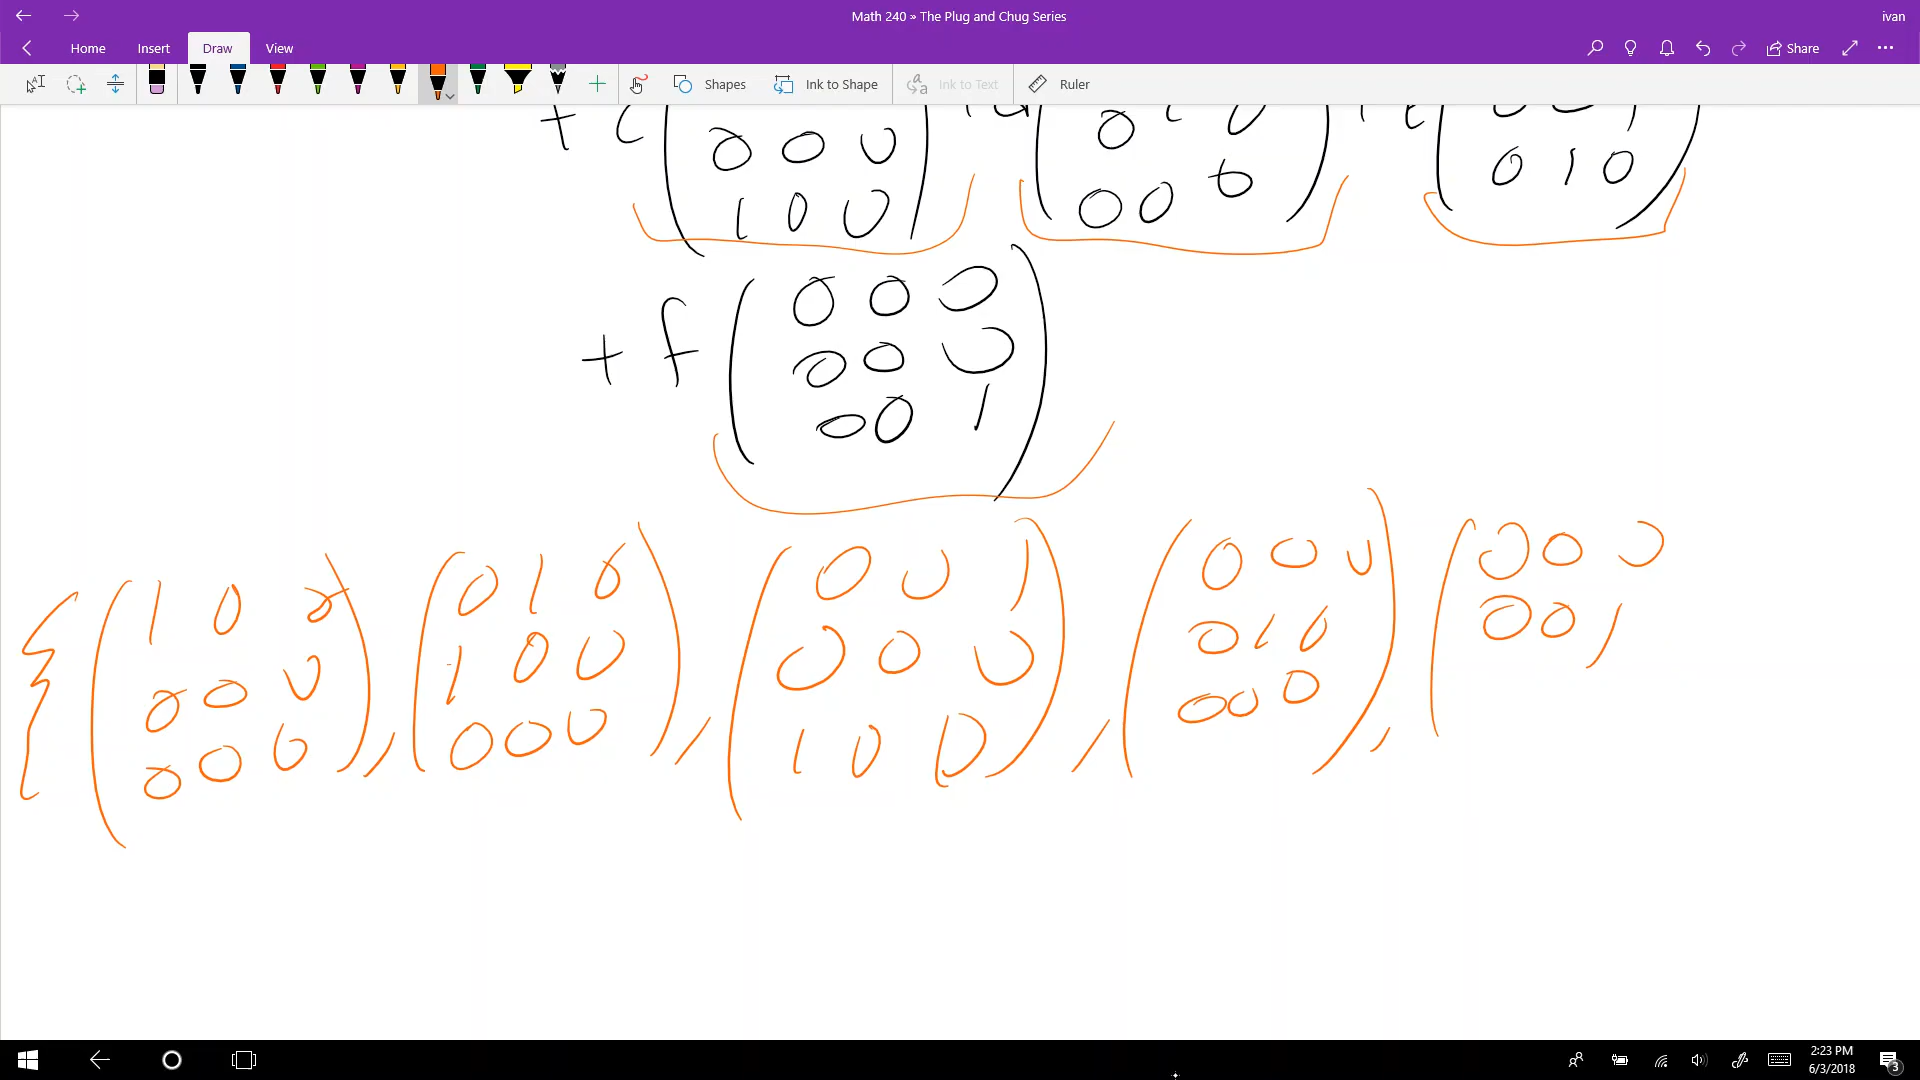 Math 240 » The Plug and Chug Series
ivan
Home Insert Draw View
Share
Shapes Ink to Shape Ink to Text Ruler
+ c ( 0 0 0
1 0 0 ) ( 0 1 0
0 0 0 ) ( 0 0 1
0 1 0 )
+ f ( 0 0 0
0 0 0
0 0 1 )
{ ( 1 0 0
0 0 0
0 0 0 ) , ( 0 1 0
1 0 0
0 0 0 ) , ( 0 0 1
0 0 0
1 0 0 ) , ( 0 0 0
0 1 0
0 0 0 ) , ( 0 0 0
0 0 1
2:23 PM
6/3/2018
3